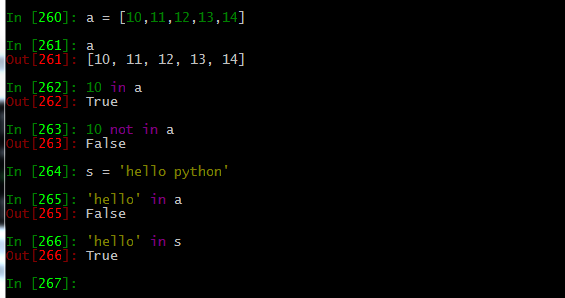 In [260]: a = [10,11,12,13,14]
In [261]: a
Out[261]: [10, 11, 12, 13, 14]
In [262]: 10 in a
Out[262]: True
In [263]: 10 not in a
Out[263]: False
In [264]: s = 'hello python'
In [265]: 'hello' in a
Out[265]: False
In [266]: 'hello' in s
Out[266]: True
In [267]: